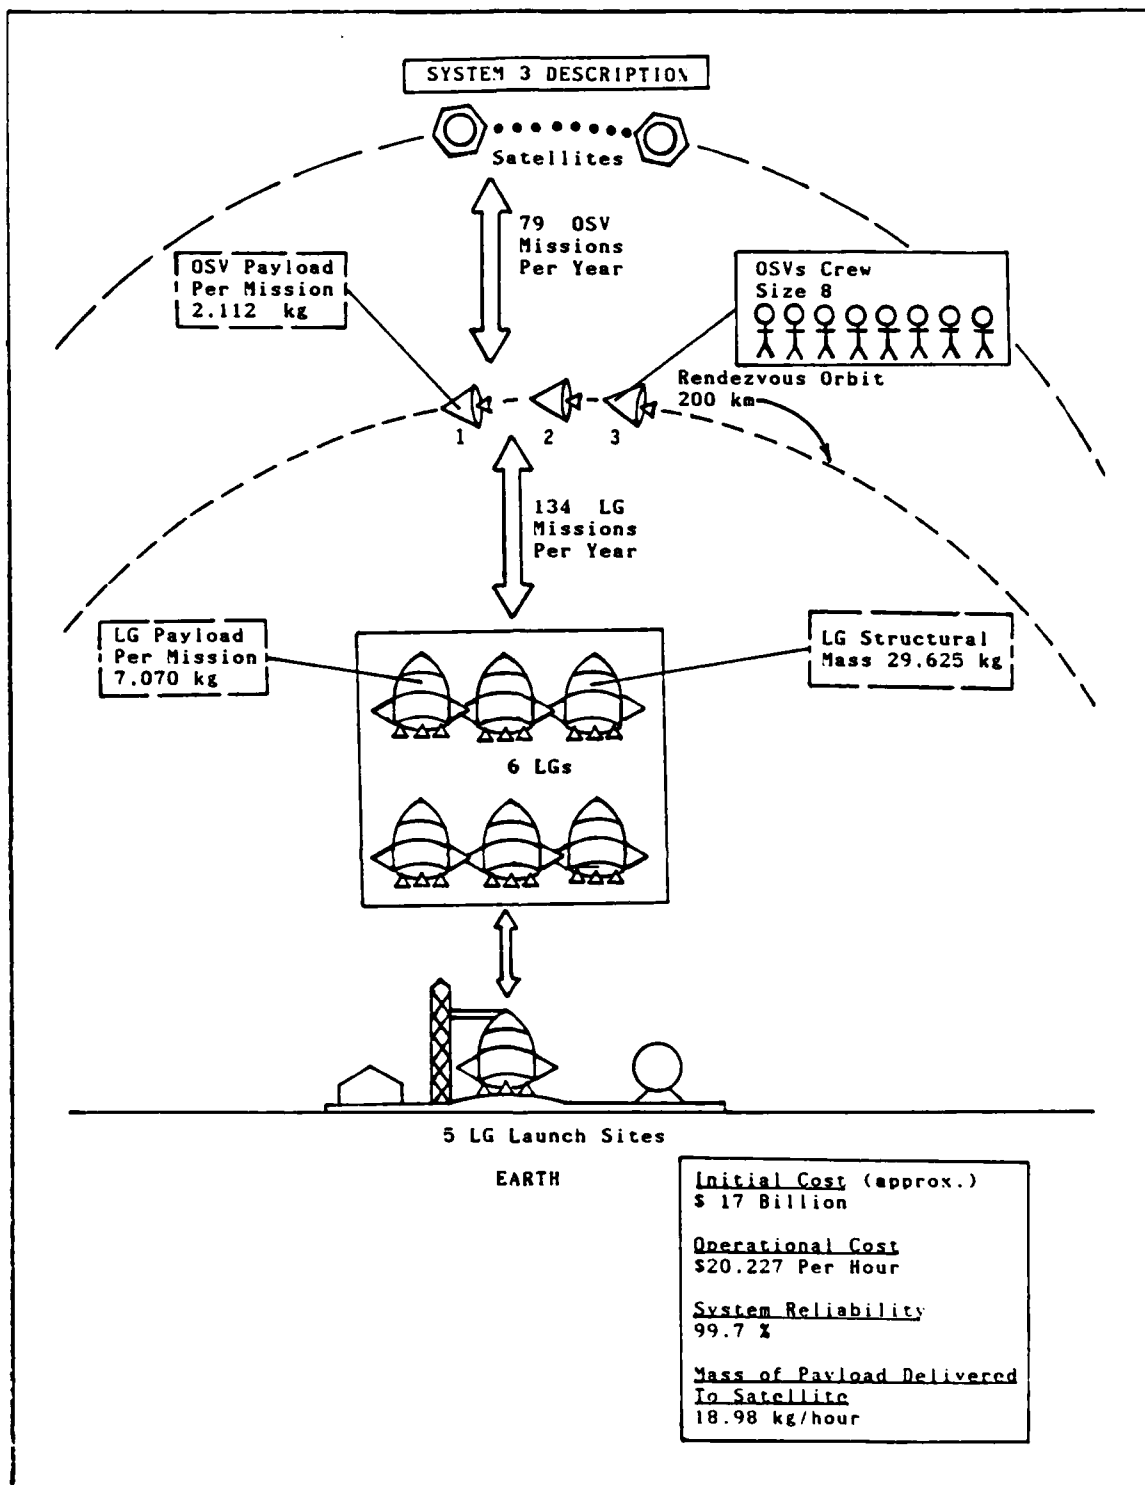 SYSTEM 3 DESCRIPTION
Satellites
79 OSV
Missions
Per Year
OSV Payload
Per Mission
2.112 kg
OSVs Crew
Size 8
Rendezvous Orbit
200 km
1
2
3
134 LG
Missions
Per Year
LG Payload
Per Mission
7.070 kg
LG Structural
Mass 29.625 kg
6 LGs
5 LG Launch Sites
EARTH
Initial Cost (approx.)
$ 17 Billion
Operational Cost
$20.227 Per Hour
System Reliability
99.7 %
Mass of Payload Delivered
To Satellite
18.98 kg/hour